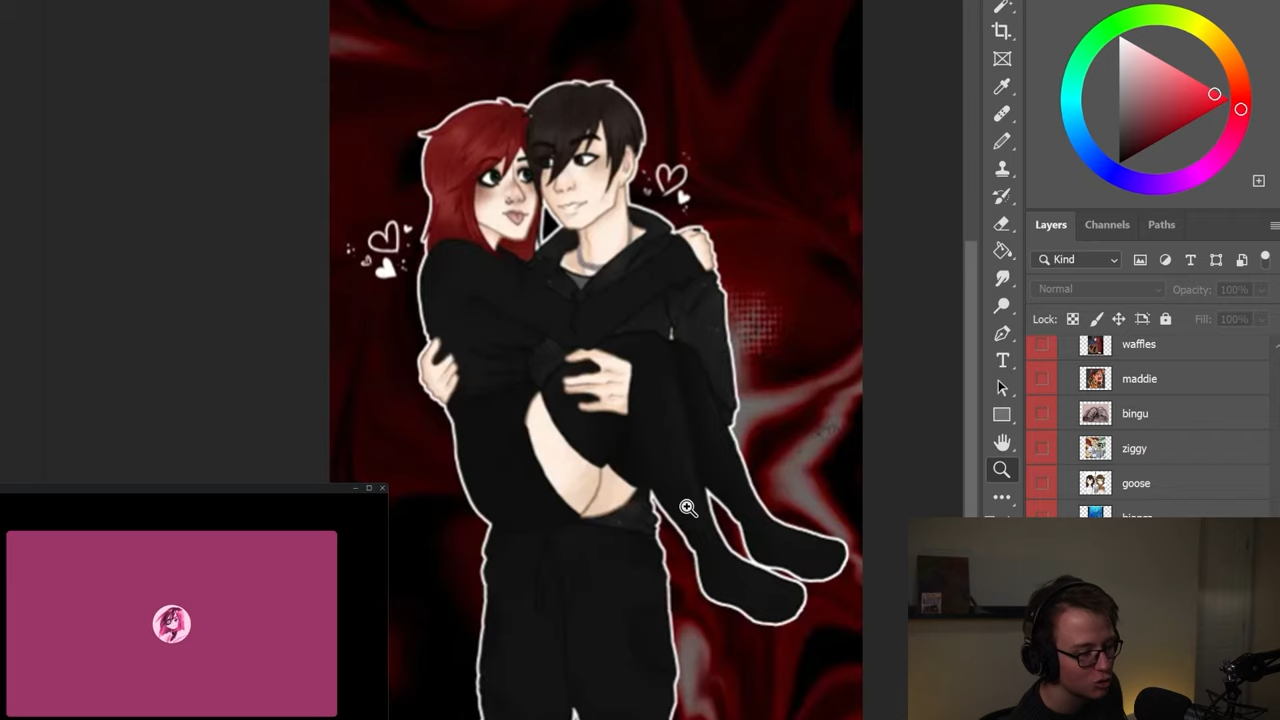 Layers Channels Paths
Kind
Normal Opacity: 100%
Lock: Fill: 100%
waffles
maddie
bingu
ziggy
goose